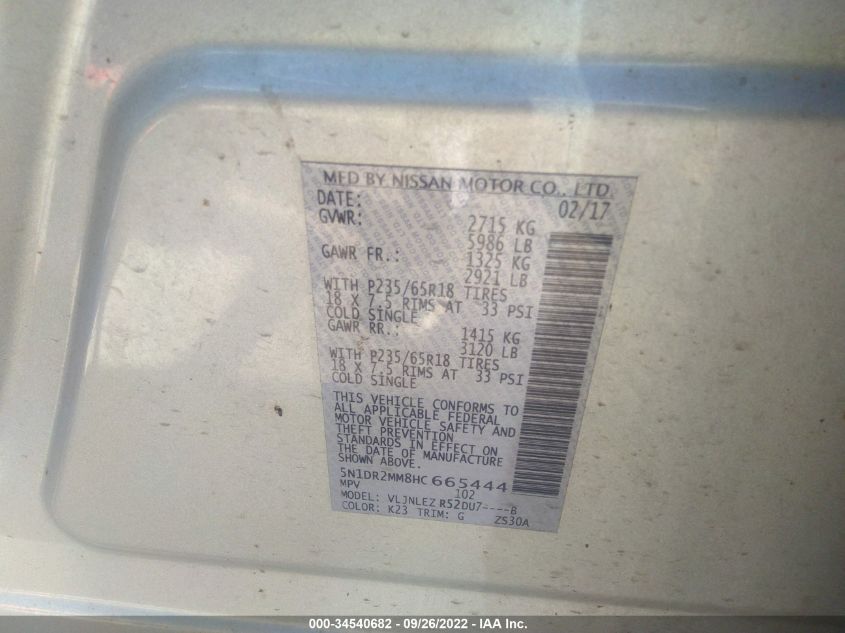 MFD BY NISSAN MOTOR CO., LTD.
DATE: 02/17
GVWR: 2715 KG
5986 LB
GAWR FR.: 1325 KG
2921 LB
WITH P235/65R18 TIRES
18 X 7.5 RIMS AT 33 PSI
COLD SINGLE
GAWR RR.: 1415 KG
3120 LB
WITH P235/65R18 TIRES
18 X 7.5 RIMS AT 33 PSI
COLD SINGLE
THIS VEHICLE CONFORMS TO
ALL APPLICABLE FEDERAL
MOTOR VEHICLE SAFETY AND
THEFT PREVENTION
STANDARDS IN EFFECT ON
THE DATE OF MANUFACTURE
SHOWN ABOVE.
5N1DR2MM8HC 665444
MPV 102
MODEL: VLJNLEZ R52DU7----B
COLOR: K23 TRIM: G ZS30A
000-34540682 - 09/26/2022 - IAA Inc.